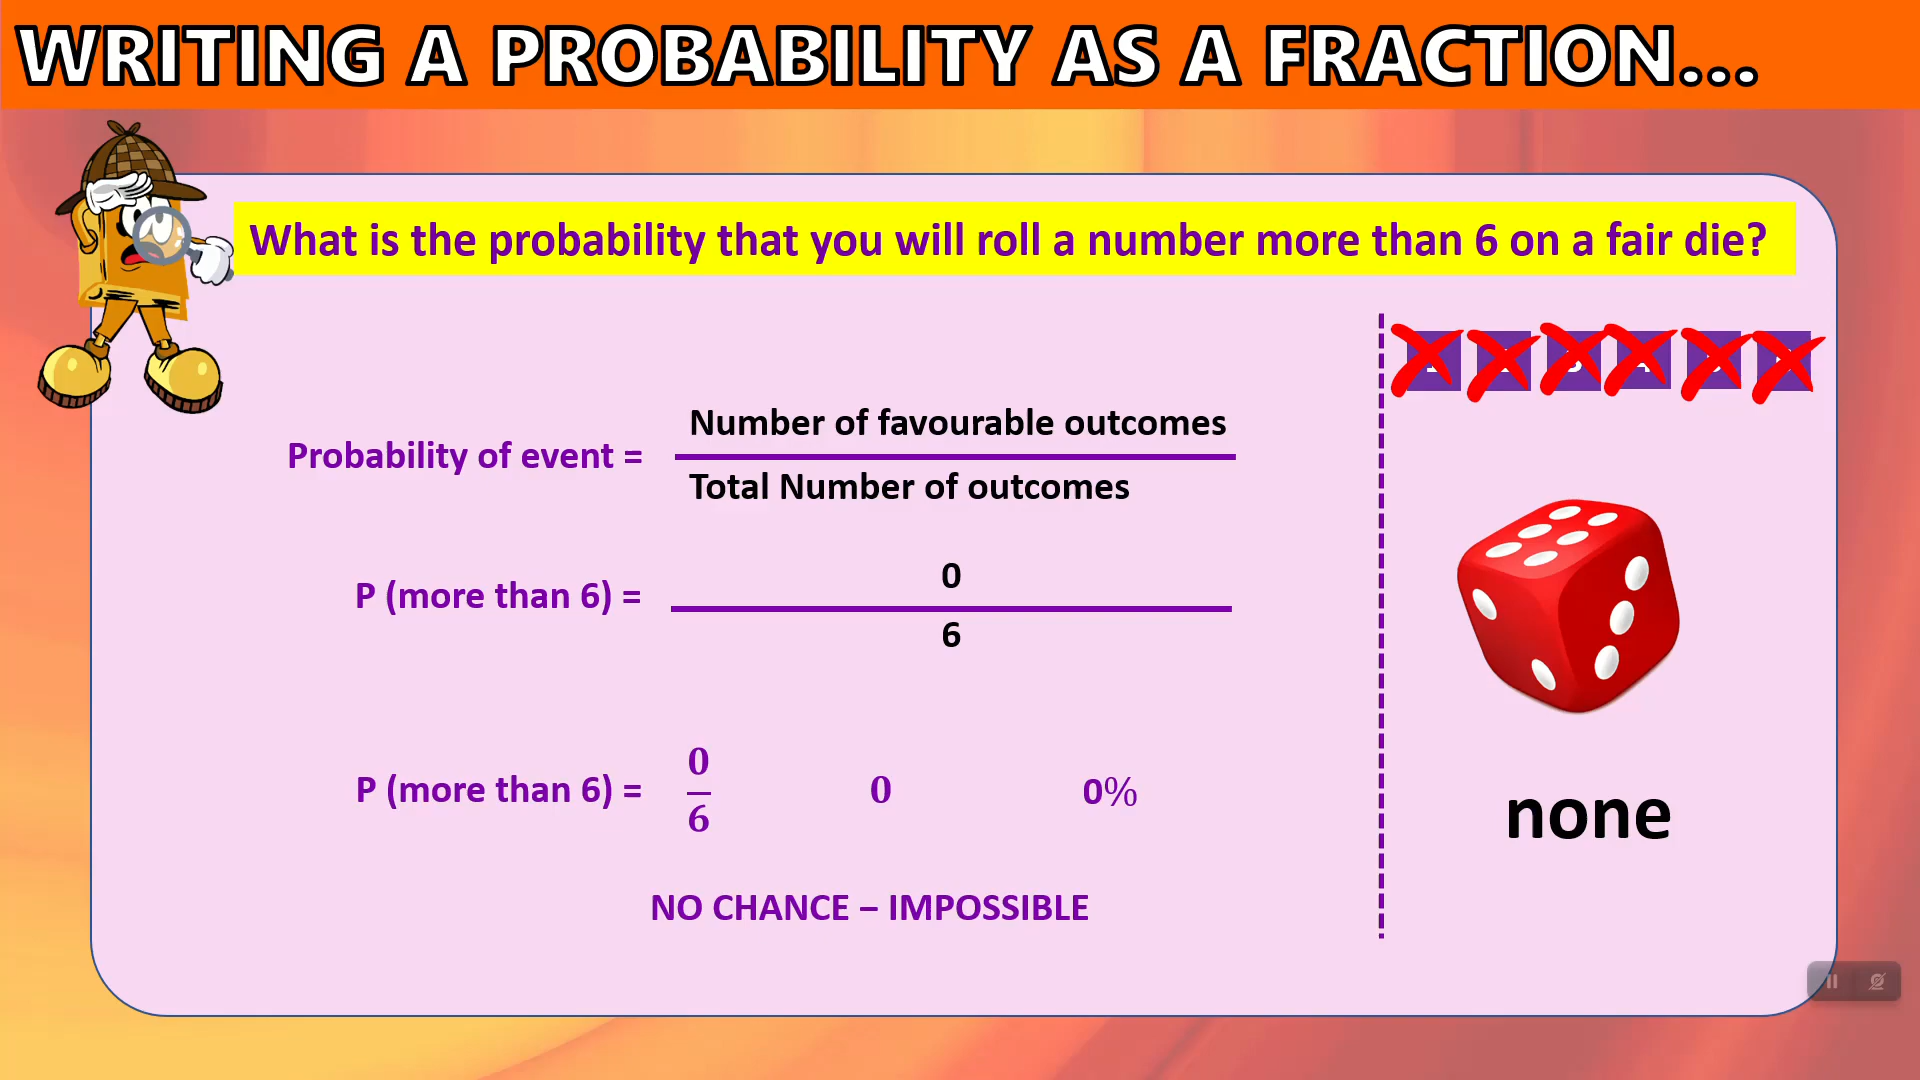 WRITING A PROBABILITY AS A FRACTION...
What is the probability that you will roll a number more than 6 on a fair die?
Probability of event =
Number of favourable outcomes
Total Number of outcomes
P (more than 6) =
0
6
P (more than 6) =
0
6
0
0%
NO CHANCE – IMPOSSIBLE
none